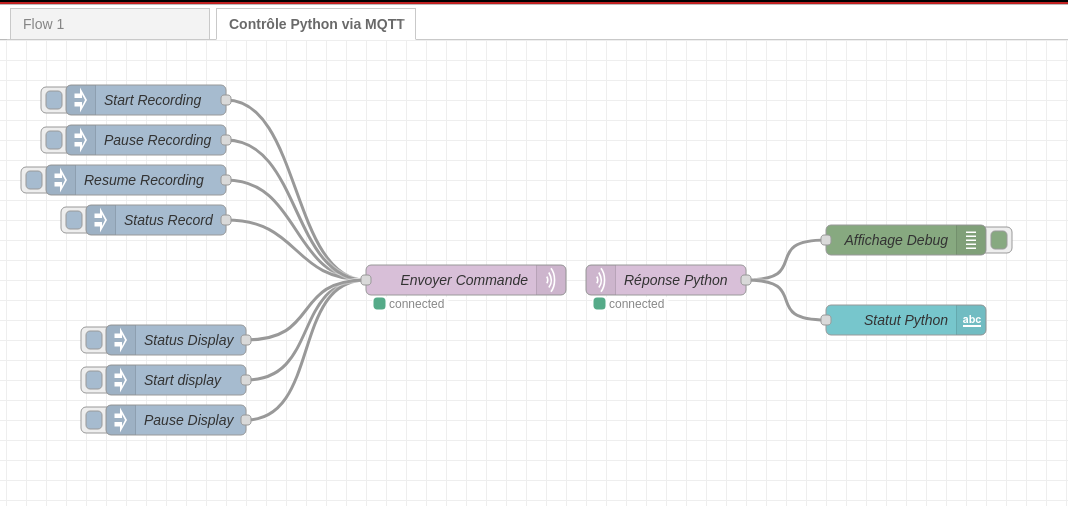 Flow 1
Contrôle Python via MQTT
Start Recording
Pause Recording
Resume Recording
Status Record
Envoyer Commande
connected
Réponse Python
connected
Affichage Debug
Statut Python
abc
Status Display
Start display
Pause Display